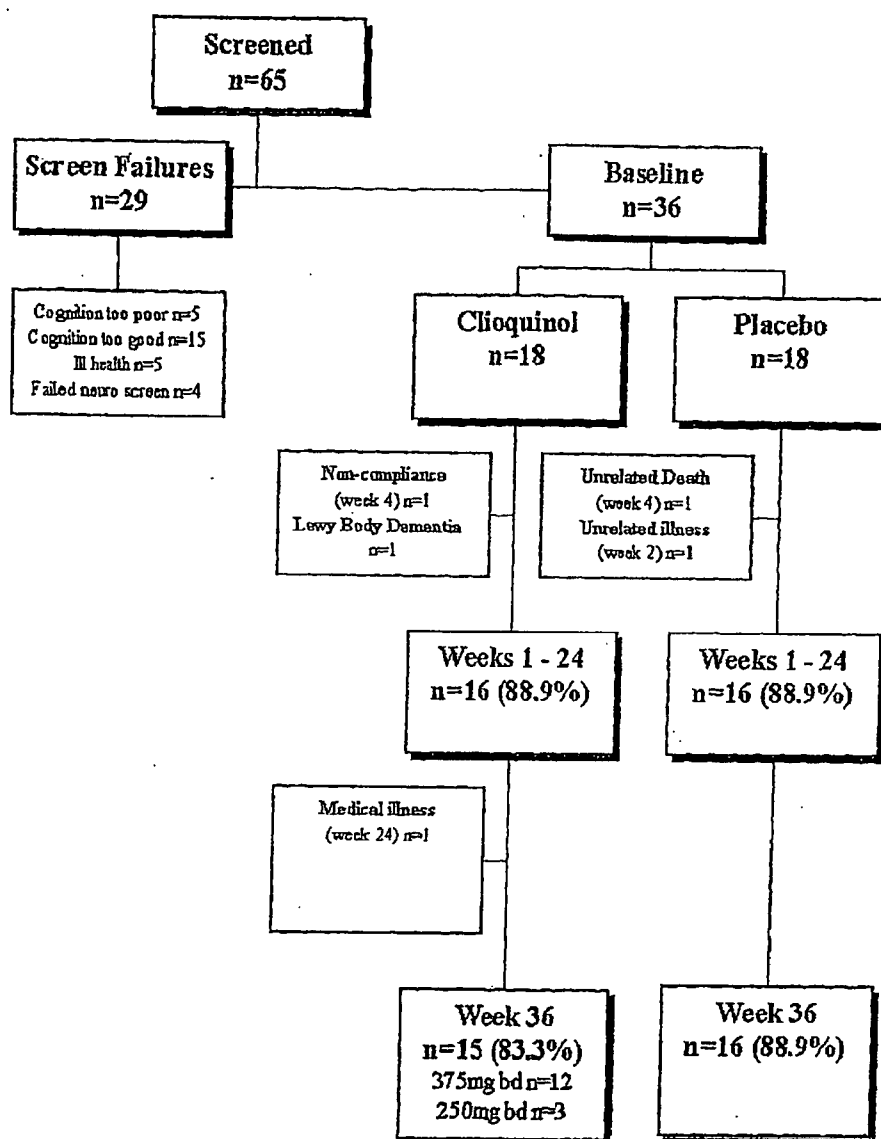 Screened
n=65
Screen Failures
n=29
Baseline
n=36
Cognition too poor n=5
Cognition too good n=15
Ill health n=5
Failed neuro screen n=4
Clioquinol
n=18
Placebo
n=18
Non-compliance
(week 4) n=1
Lewy Body Dementia
n=1
Unrelated Death
(week 4) n=1
Unrelated illness
(week 2) n=1
Weeks 1 - 24
n=16 (88.9%)
Weeks 1 - 24
n=16 (88.9%)
Medical illness
(week 24) n=1
Week 36
n=15 (83.3%)
375mg bd n=12
250mg bd n=3
Week 36
n=16 (88.9%)